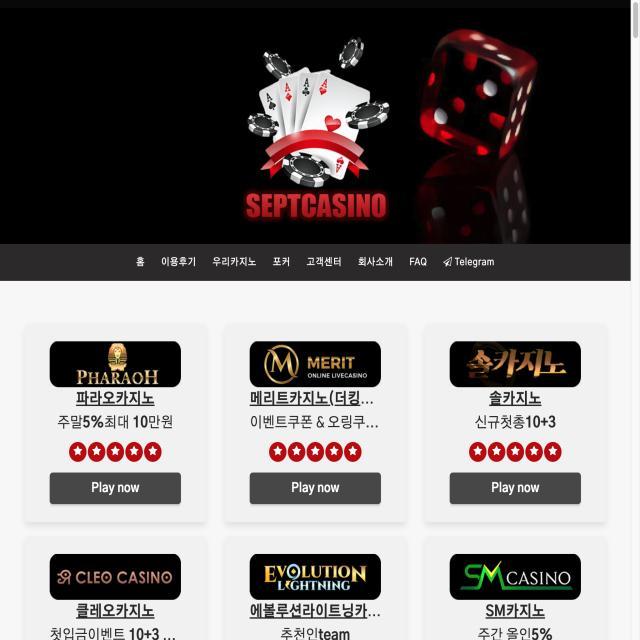 SEPTCASINO
홈 이용후기 우리카지노 포커 고객센터 회사소개 FAQ Telegram
PHARAOH
파라오카지노
주말5%최대 10만원
Play now
MERIT
ONLINE LIVECASINO
메리트카지노(더킹...
이벤트쿠폰 & 오링쿠...
Play now
솔카지노
솔카지노
신규첫총10+3
Play now
CLEO CASINO
클레오카지노
첫입금이벤트 10+3 ...
EVOLUTION
LIGHTNING
에볼루션라이트닝카...
추천인team
SM CASINO
SM카지노
주간 올인5%